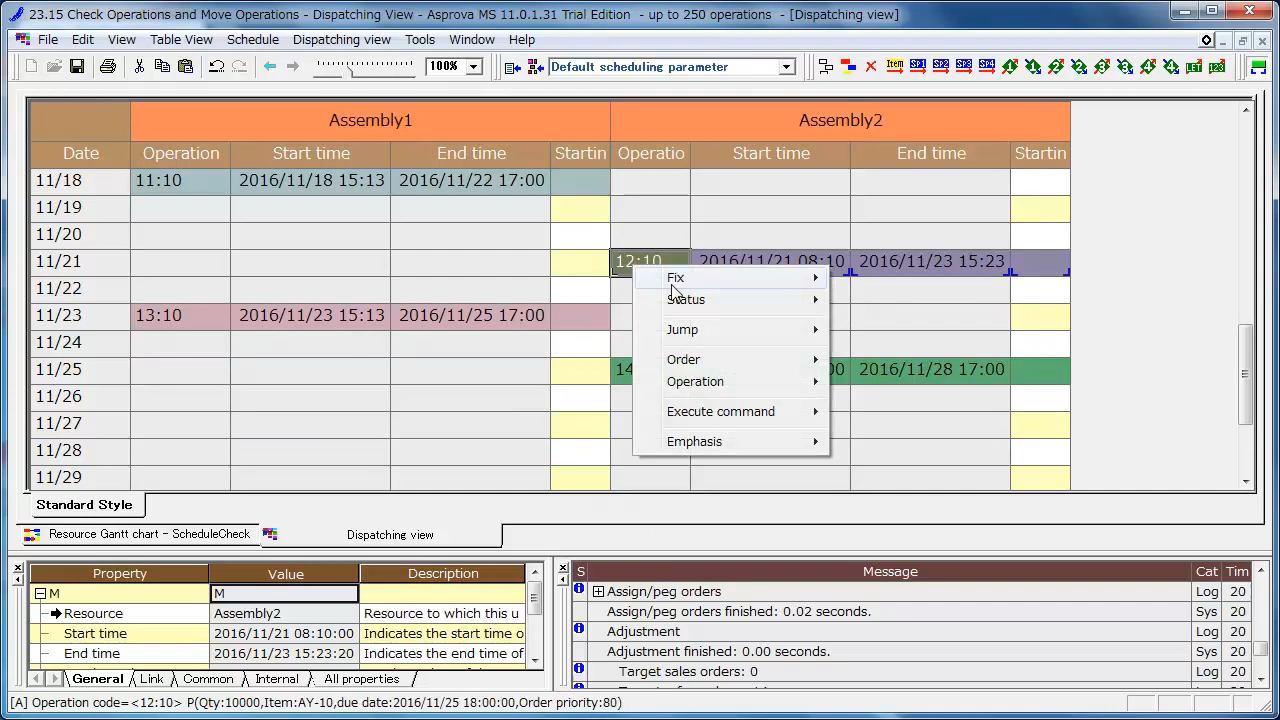 23.15 Check Operations and Move Operations - Dispatching View - Asprova MS 11.0.1.31 Trial Edition - up to 250 operations - [Dispatching view]
File Edit View Table View Schedule Dispatching view Tools Window Help
100% Default scheduling parameter Item SP1 SP2 SP3 SP4
Assembly1 Assembly2
Date Operation Start time End time Startin Operatio Start time End time Startin
11/18 11:10 2016/11/18 15:13 2016/11/22 17:00
11/19
11/20
11/21 12:10 2016/11/21 08:10 2016/11/23 15:23
11/22
11/23 13:10 2016/11/23 15:13 2016/11/25 17:00
11/24
11/25 14 00 2016/11/28 17:00
11/26
11/27
11/28
11/29
Fix
Status
Jump
Order
Operation
Execute command
Emphasis
Standard Style
Resource Gantt chart - ScheduleCheck Dispatching view
Property Value Description
M M
Resource Assembly2 Resource to which this u
Start time 2016/11/21 08:10:00 Indicates the start time o
End time 2016/11/23 15:23:20 Indicates the end time of
General Link Common Internal All properties
S Message Cat Tim
Assign/peg orders Log 20
Assign/peg orders finished: 0.02 seconds. Sys 20
Adjustment Log 20
Adjustment finished: 0.00 seconds. Sys 20
Target sales orders: 0 Log 20
[A] Operation code=<12:10> P(Qty:10000,Item:AY-10,due date:2016/11/25 18:00:00,Order priority:80)